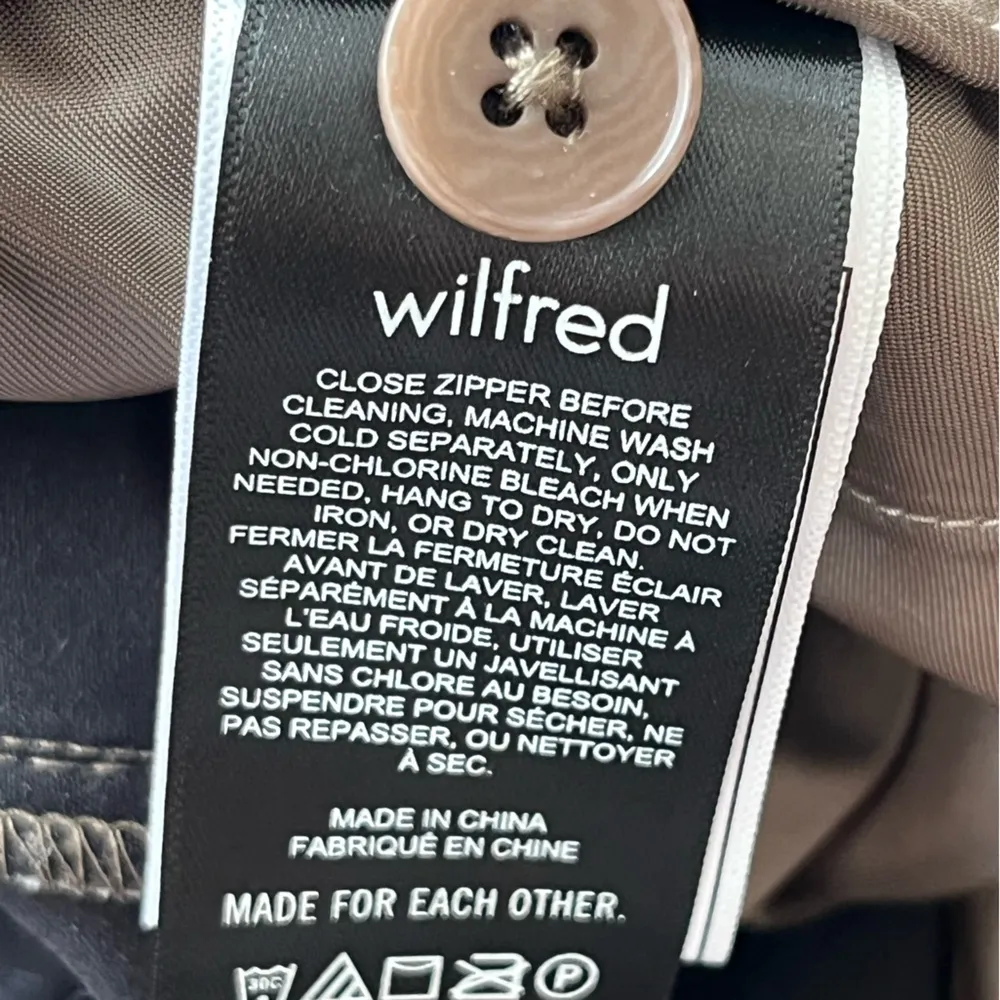 wilfred
CLOSE ZIPPER BEFORE
CLEANING, MACHINE WASH
COLD SEPARATELY, ONLY
NON-CHLORINE BLEACH WHEN
NEEDED, HANG TO DRY, DO NOT
IRON, OR DRY CLEAN.
FERMER LA FERMETURE ÉCLAIR
AVANT DE LAVER, LAVER
SÉPARÉMENT À LA MACHINE À
L'EAU FROIDE, UTILISER
SEULEMENT UN JAVELLISANT
SANS CHLORE AU BESOIN,
SUSPENDRE POUR SÉCHER, NE
PAS REPASSER, OU NETTOYER
À SEC.
MADE IN CHINA
FABRIQUÉ EN CHINE
MADE FOR EACH OTHER.
30C P